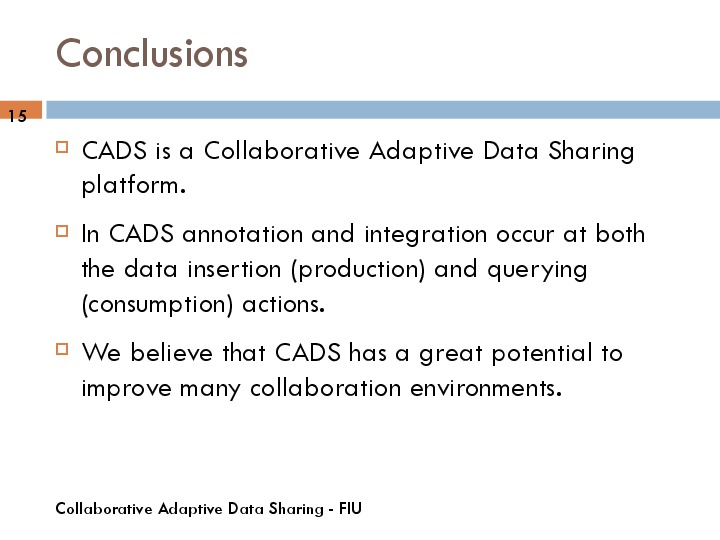 Conclusions
15
CADS is a Collaborative Adaptive Data Sharing
platform.
In CADS annotation and integration occur at both
the data insertion (production) and querying
(consumption) actions.
We believe that CADS has a great potential to
improve many collaboration environments.
Collaborative Adaptive Data Sharing - FIU